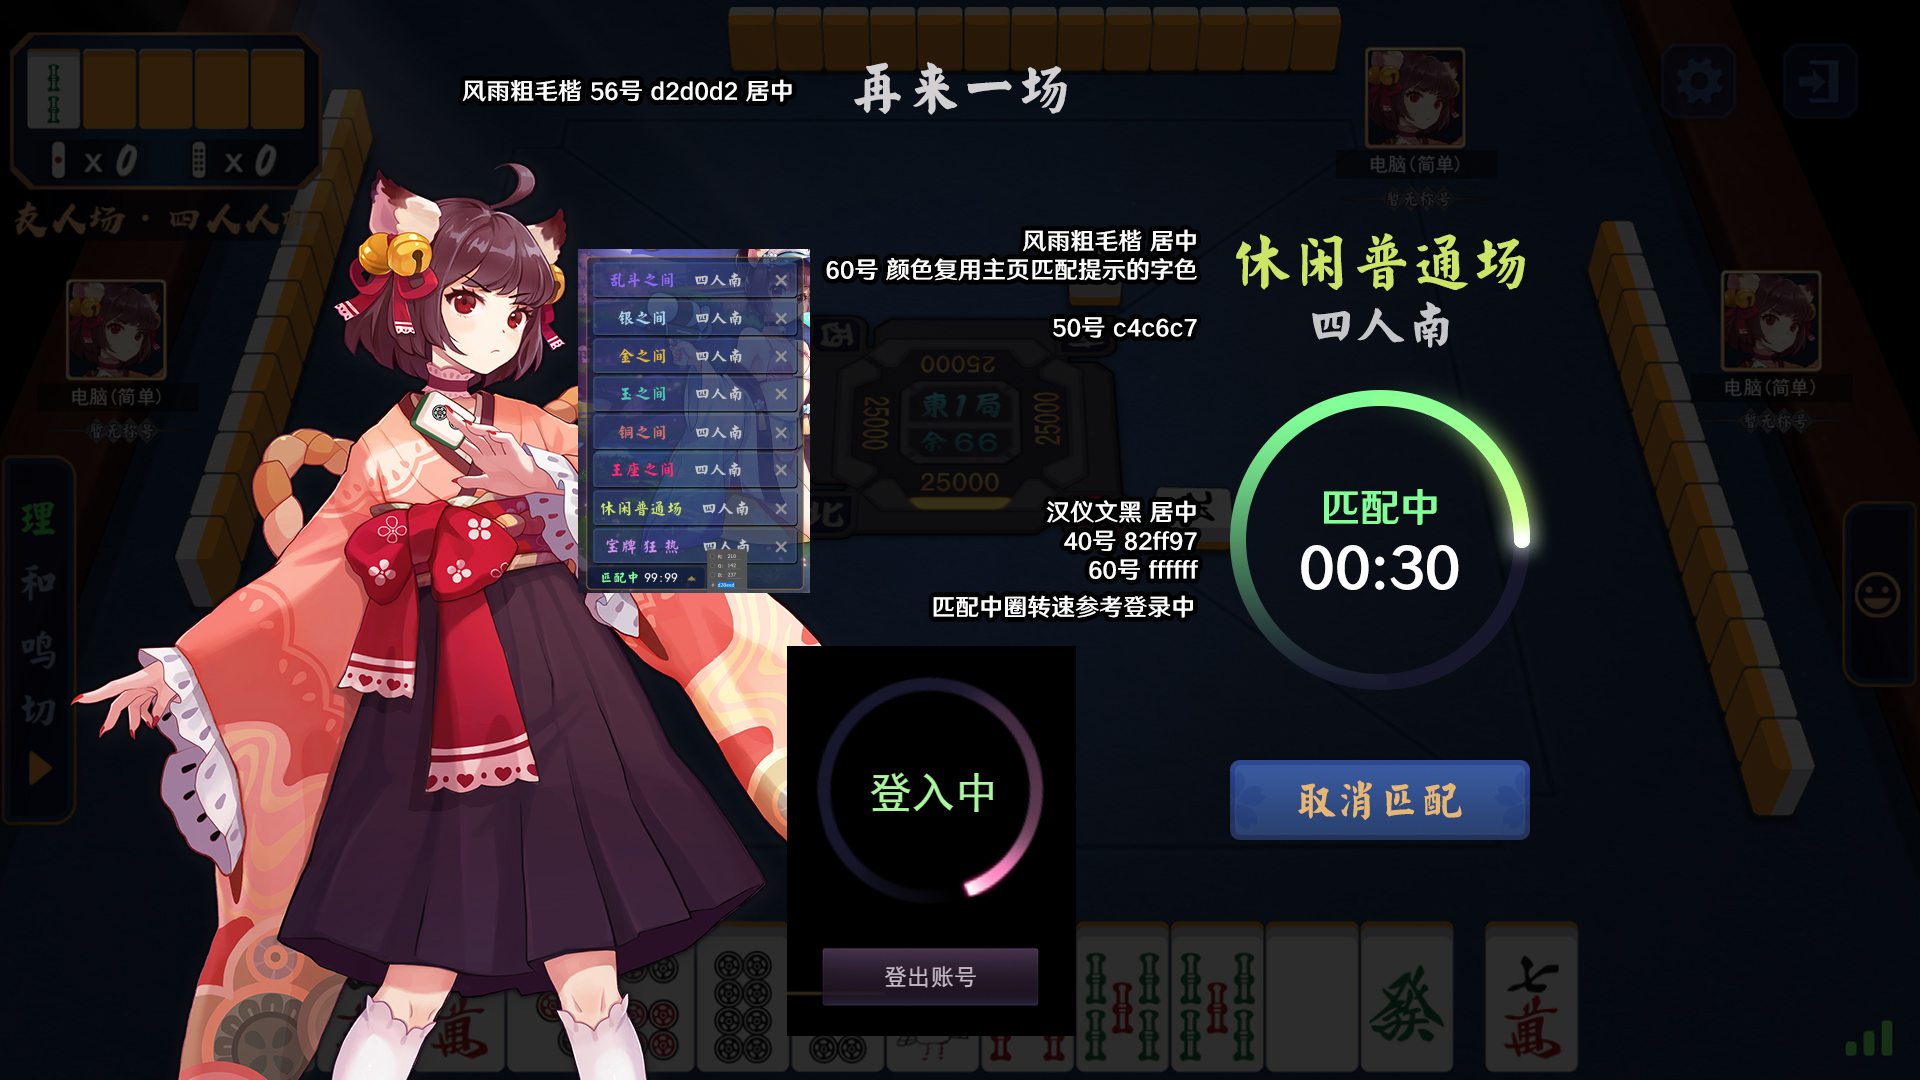 风雨粗毛楷 56号 d2d0d2 居中
再来一场
x 0
x 0
友人场·四人
电脑(简单)
暂无称号
风雨粗毛楷 居中
60号 颜色复用主页匹配提示的字色
50号 c4c6c7
休闲普通场
四人南
乱斗之间 四人南 ×
银之间 四人南 ×
金之间 四人南 ×
玉之间 四人南 ×
铜之间 四人南 ×
王座之间 四人南 ×
休闲普通场 四人南 ×
宝牌狂热 四人南 ×
匹配中 99:99
电脑(简单)
暂无称号
电脑(简单)
暂无称号
25000
25000
25000
25000
東1局
余66
北
理
和
鸣
切
汉仪文黑 居中
40号 82ff97
60号 ffffff
匹配中圈转速参考登录中
匹配中
00:30
登入中
登出账号
取消匹配
萬
發
七萬